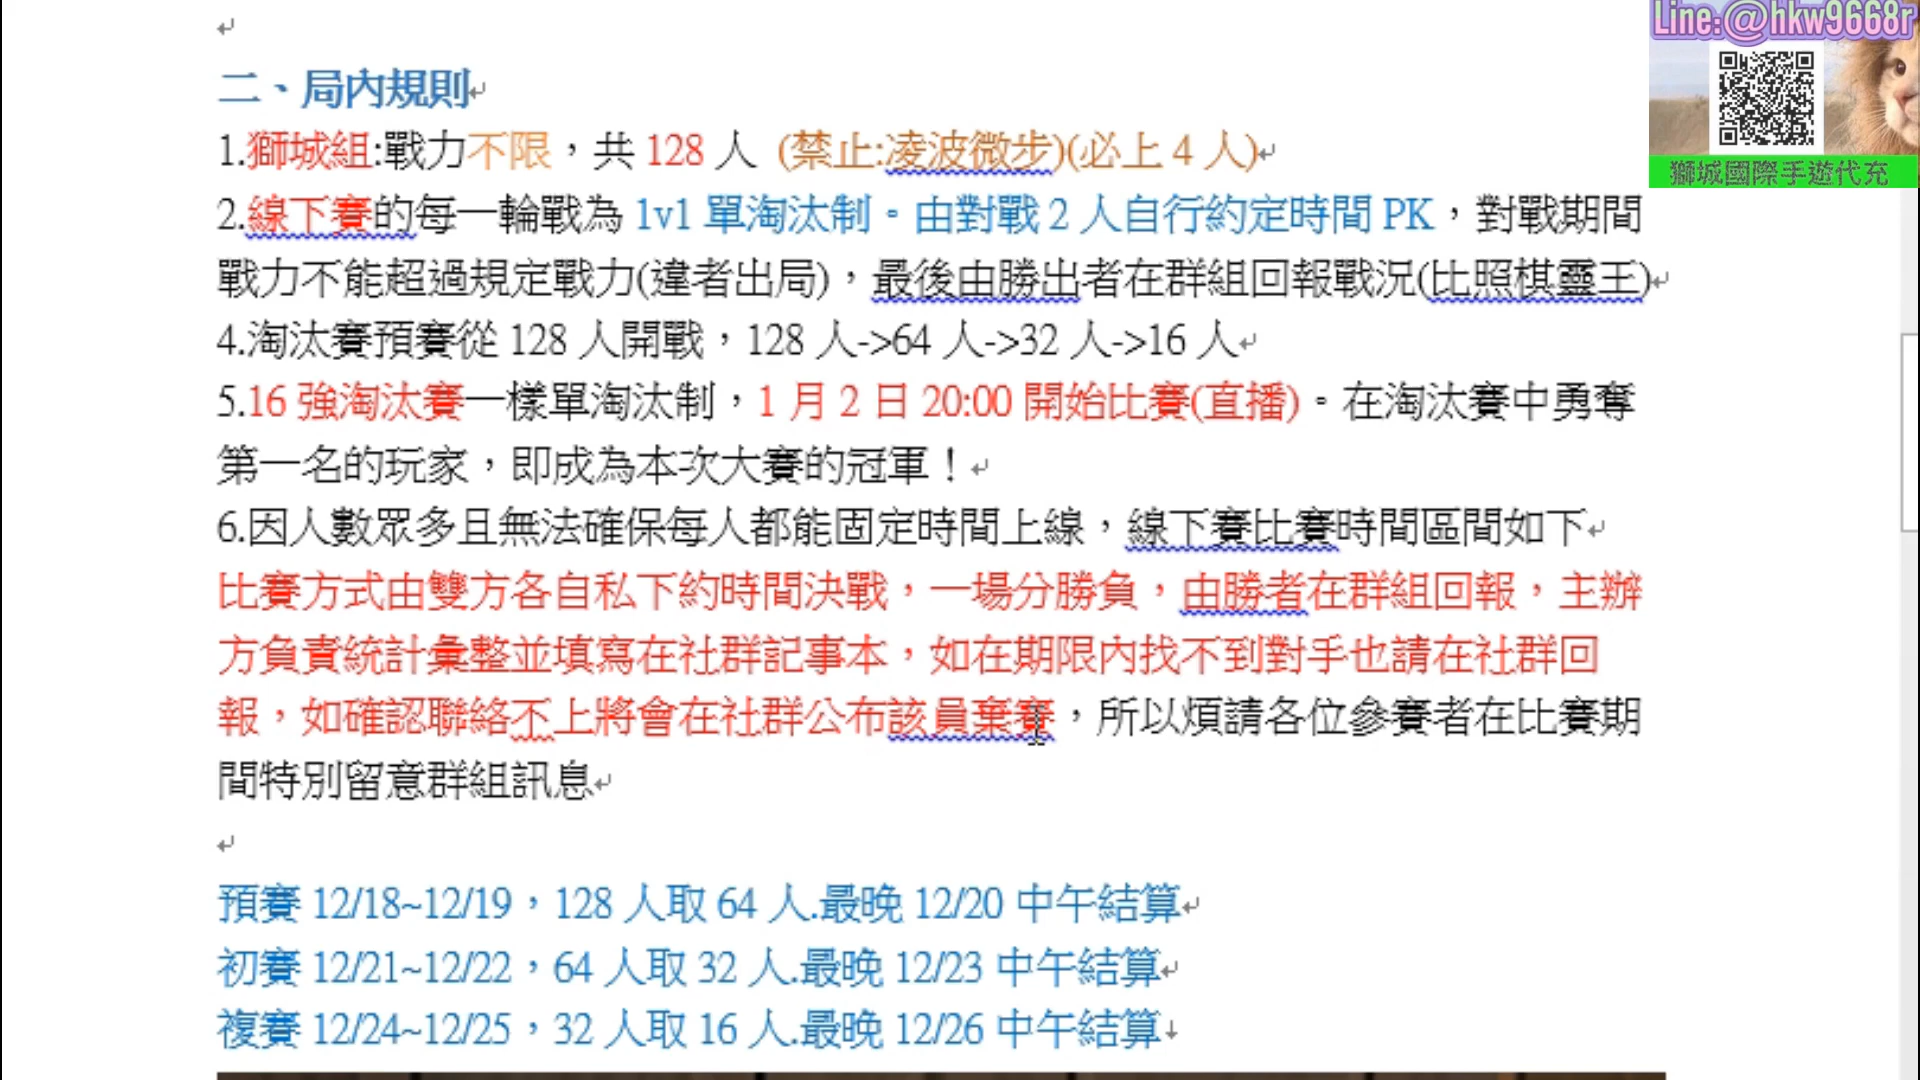 Line:@hkw9668r
獅城國際手遊代充
二、局內規則
1.獅城組:戰力不限，共 128 人 (禁止:凌波微步)(必上 4 人)
2.線下賽的每一輪戰為 1v1 單淘汰制。由對戰 2 人自行約定時間 PK，對戰期間
戰力不能超過規定戰力(違者出局)，最後由勝出者在群組回報戰況(比照棋靈王)
4.淘汰賽預賽從 128 人開戰，128 人->64 人->32 人->16 人
5.16 強淘汰賽一樣單淘汰制，1 月 2 日 20:00 開始比賽(直播)。在淘汰賽中勇奪
第一名的玩家，即成為本次大賽的冠軍！
6.因人數眾多且無法確保每人都能固定時間上線，線下賽比賽時間區間如下
比賽方式由雙方各自私下約時間決戰，一場分勝負，由勝者在群組回報，主辦
方負責統計彙整並填寫在社群記事本，如在期限內找不到對手也請在社群回
報，如確認聯絡不上將會在社群公布該員棄賽，所以煩請各位參賽者在比賽期
間特別留意群組訊息
預賽 12/18~12/19，128 人取 64 人.最晚 12/20 中午結算
初賽 12/21~12/22，64 人取 32 人.最晚 12/23 中午結算
複賽 12/24~12/25，32 人取 16 人.最晚 12/26 中午結算